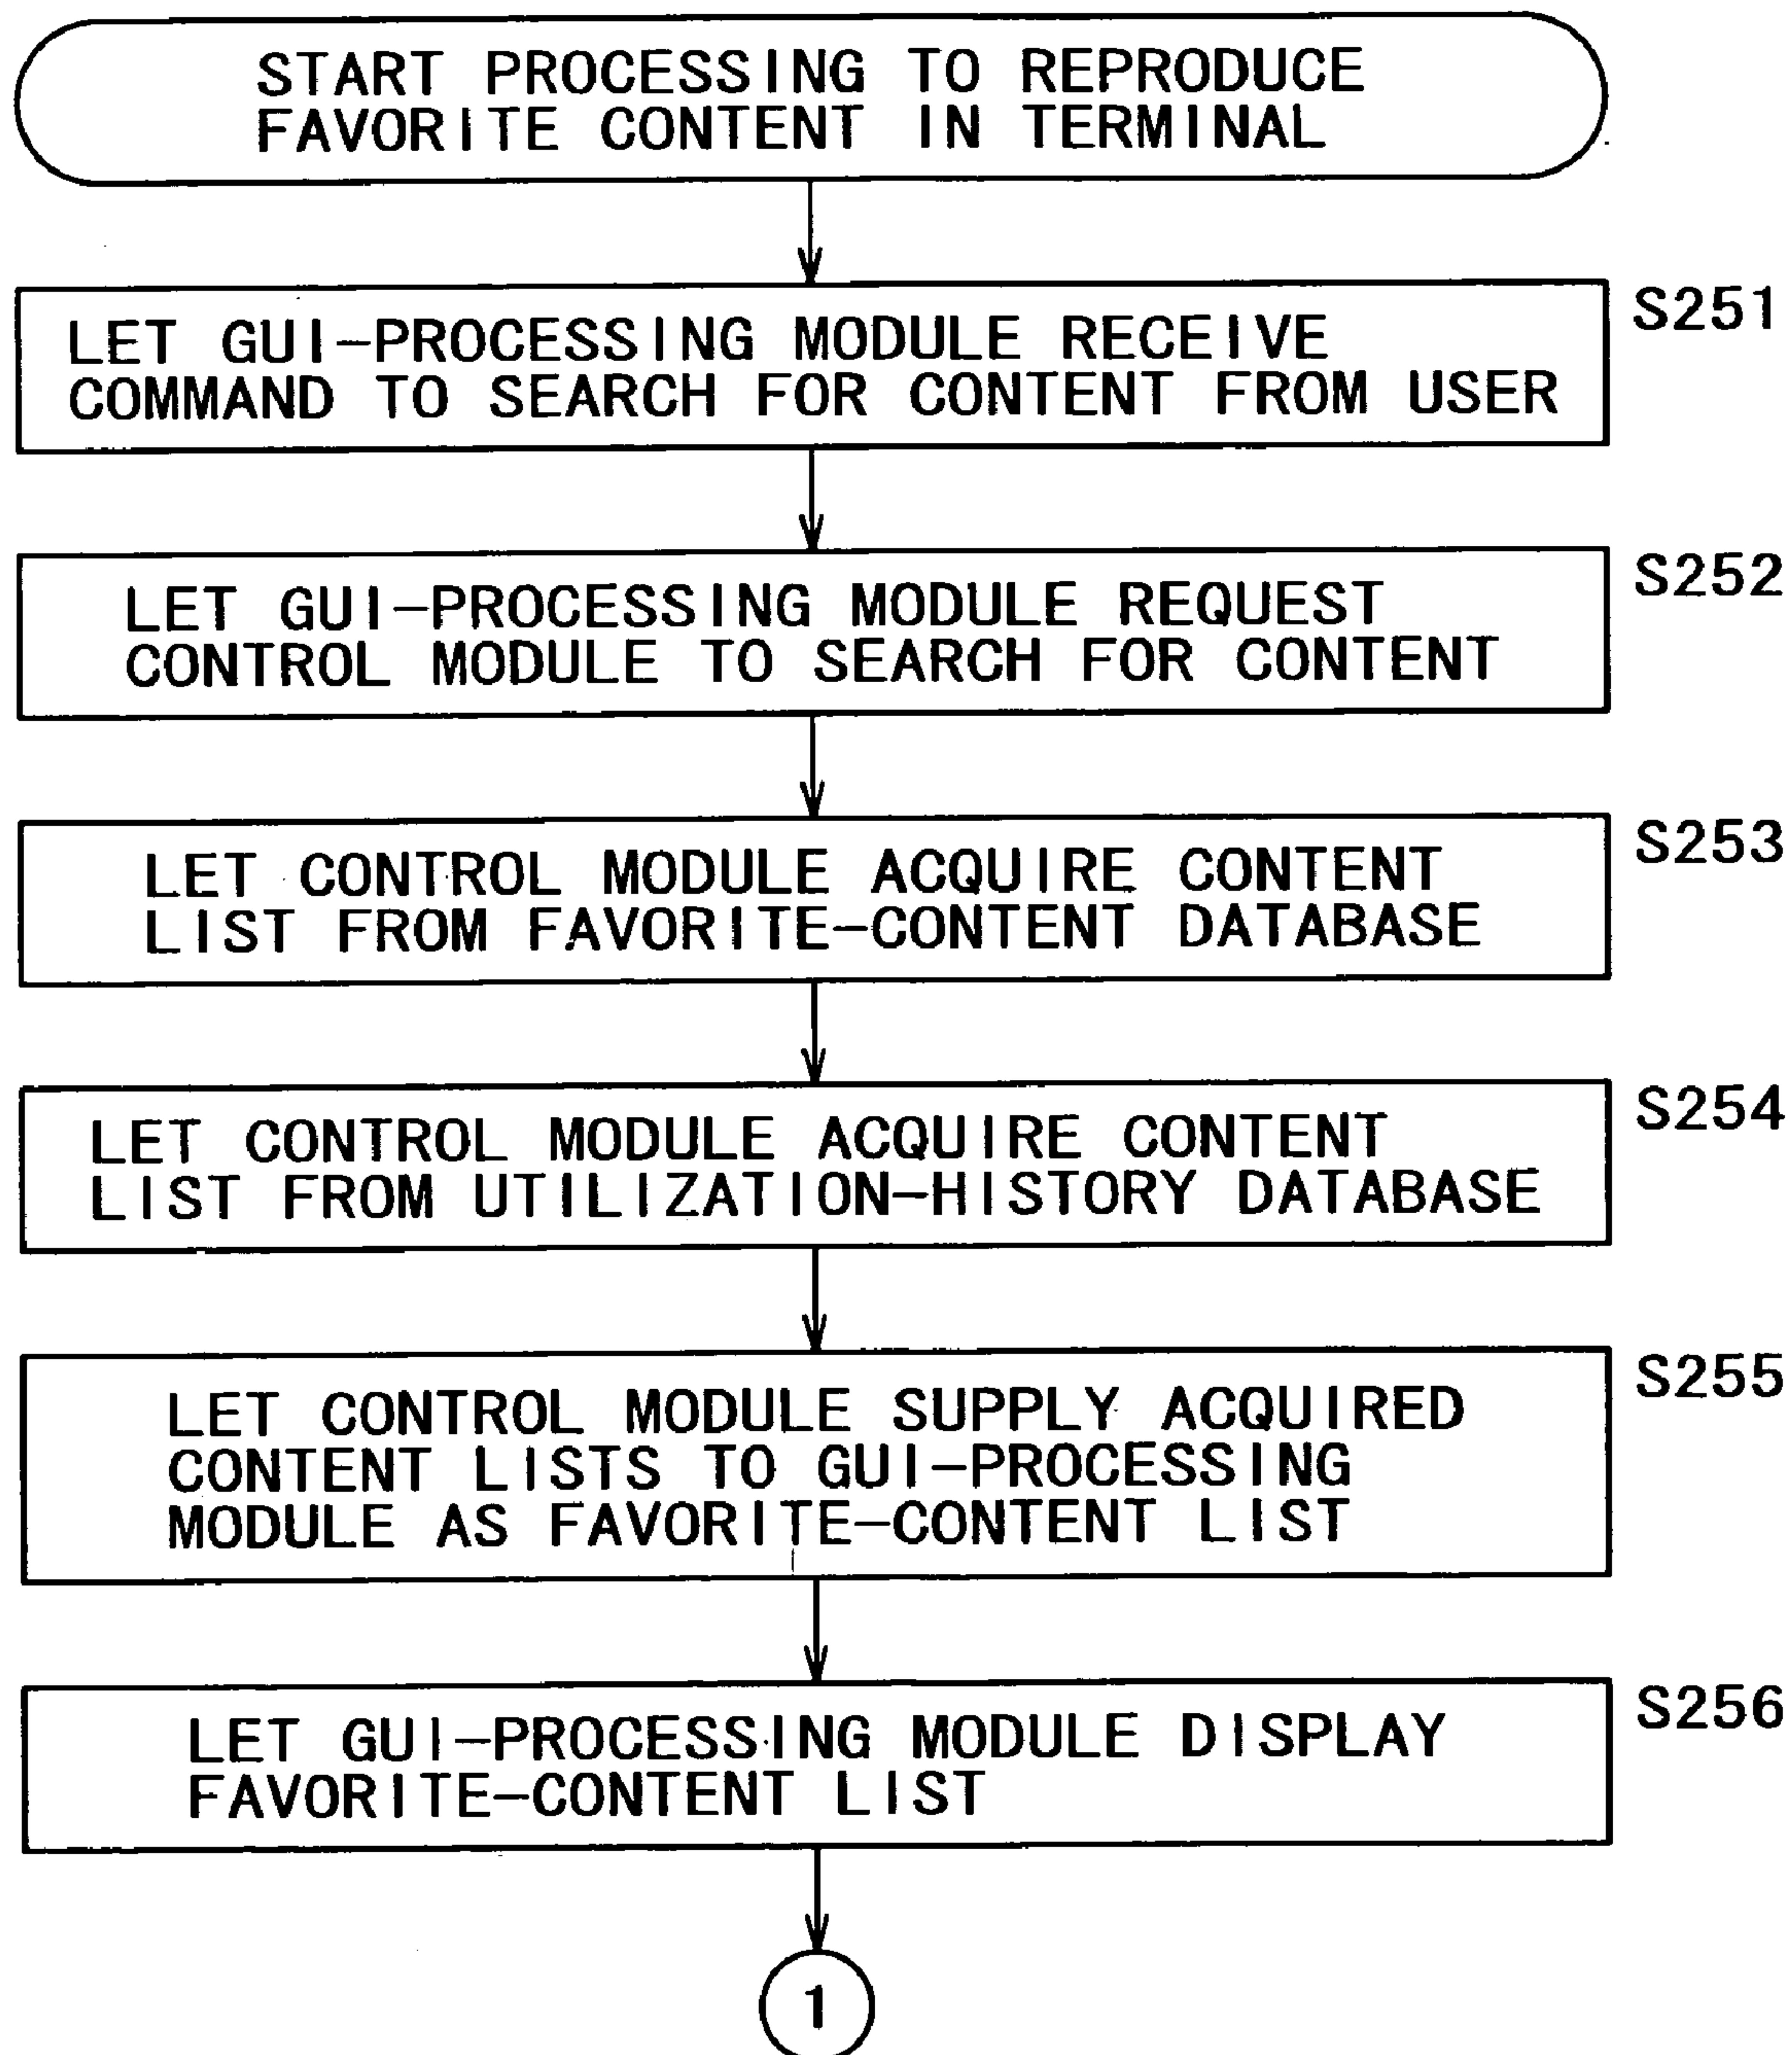 START PROCESSING TO REPRODUCE
FAVORITE CONTENT IN TERMINAL
S251
LET GUI-PROCESSING MODULE RECEIVE
COMMAND TO SEARCH FOR CONTENT FROM USER
S252
LET GUI-PROCESSING MODULE REQUEST
CONTROL MODULE TO SEARCH FOR CONTENT
S253
LET CONTROL MODULE ACQUIRE CONTENT
LIST FROM FAVORITE-CONTENT DATABASE
S254
LET CONTROL MODULE ACQUIRE CONTENT
LIST FROM UTILIZATION-HISTORY DATABASE
S255
LET CONTROL MODULE SUPPLY ACQUIRED
CONTENT LISTS TO GUI-PROCESSING
MODULE AS FAVORITE-CONTENT LIST
S256
LET GUI-PROCESSING MODULE DISPLAY
FAVORITE-CONTENT LIST
1